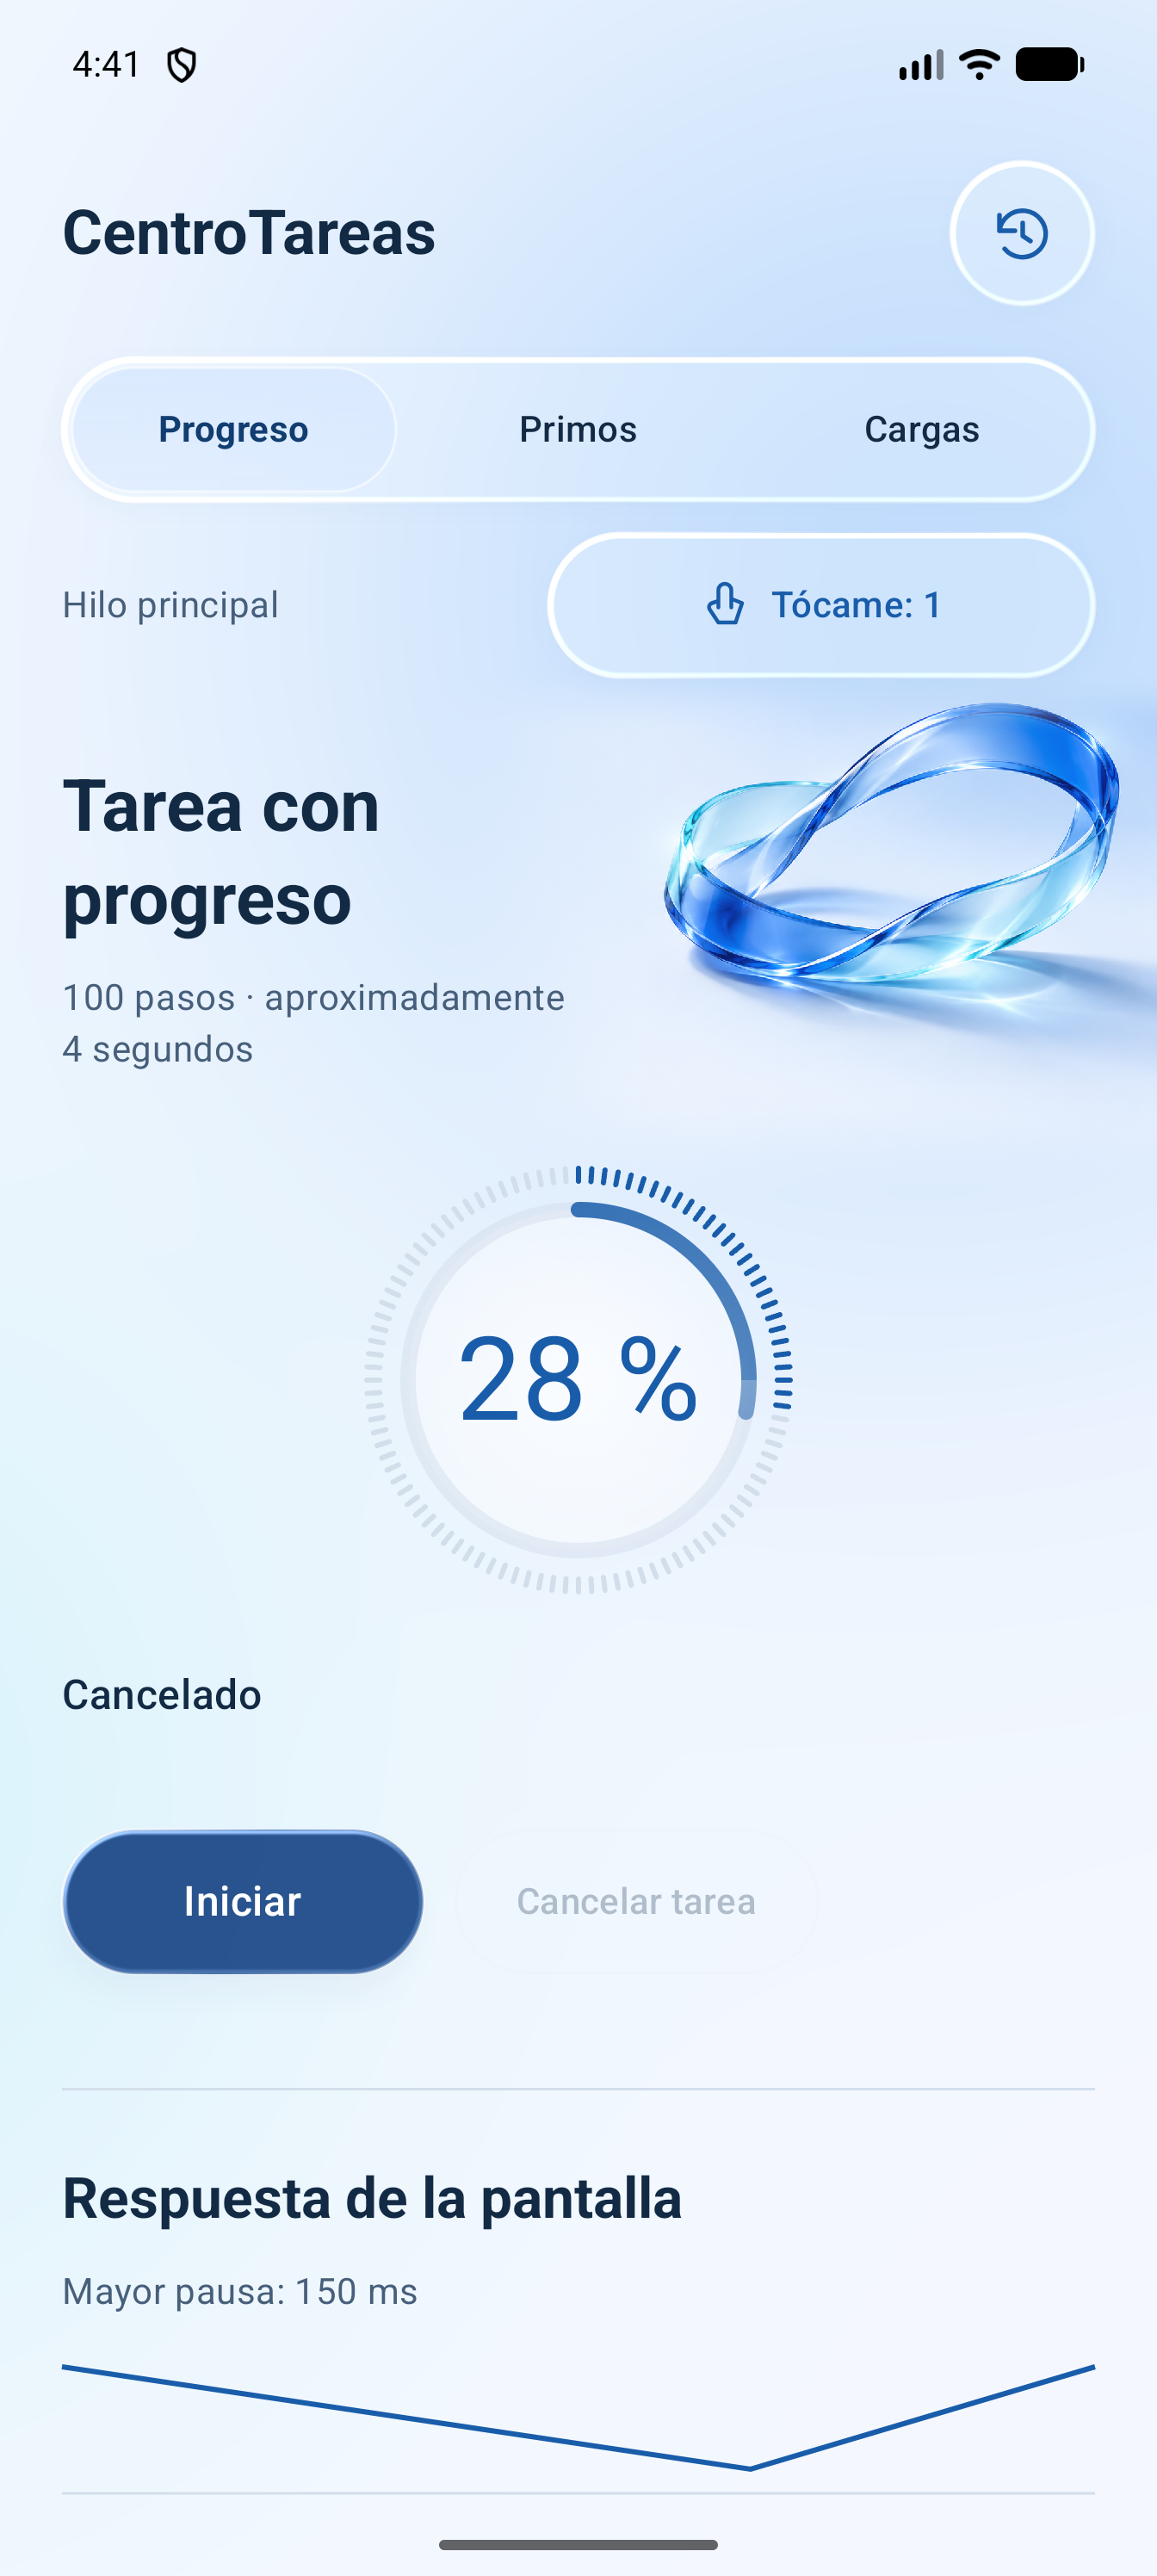 4:41
CentroTareas
Progreso
Primos
Cargas
Hilo principal
Tócame: 1
Tarea con
progreso
100 pasos · aproximadamente
4 segundos
28 %
Cancelado
Iniciar
Cancelar tarea
Respuesta de la pantalla
Mayor pausa: 150 ms